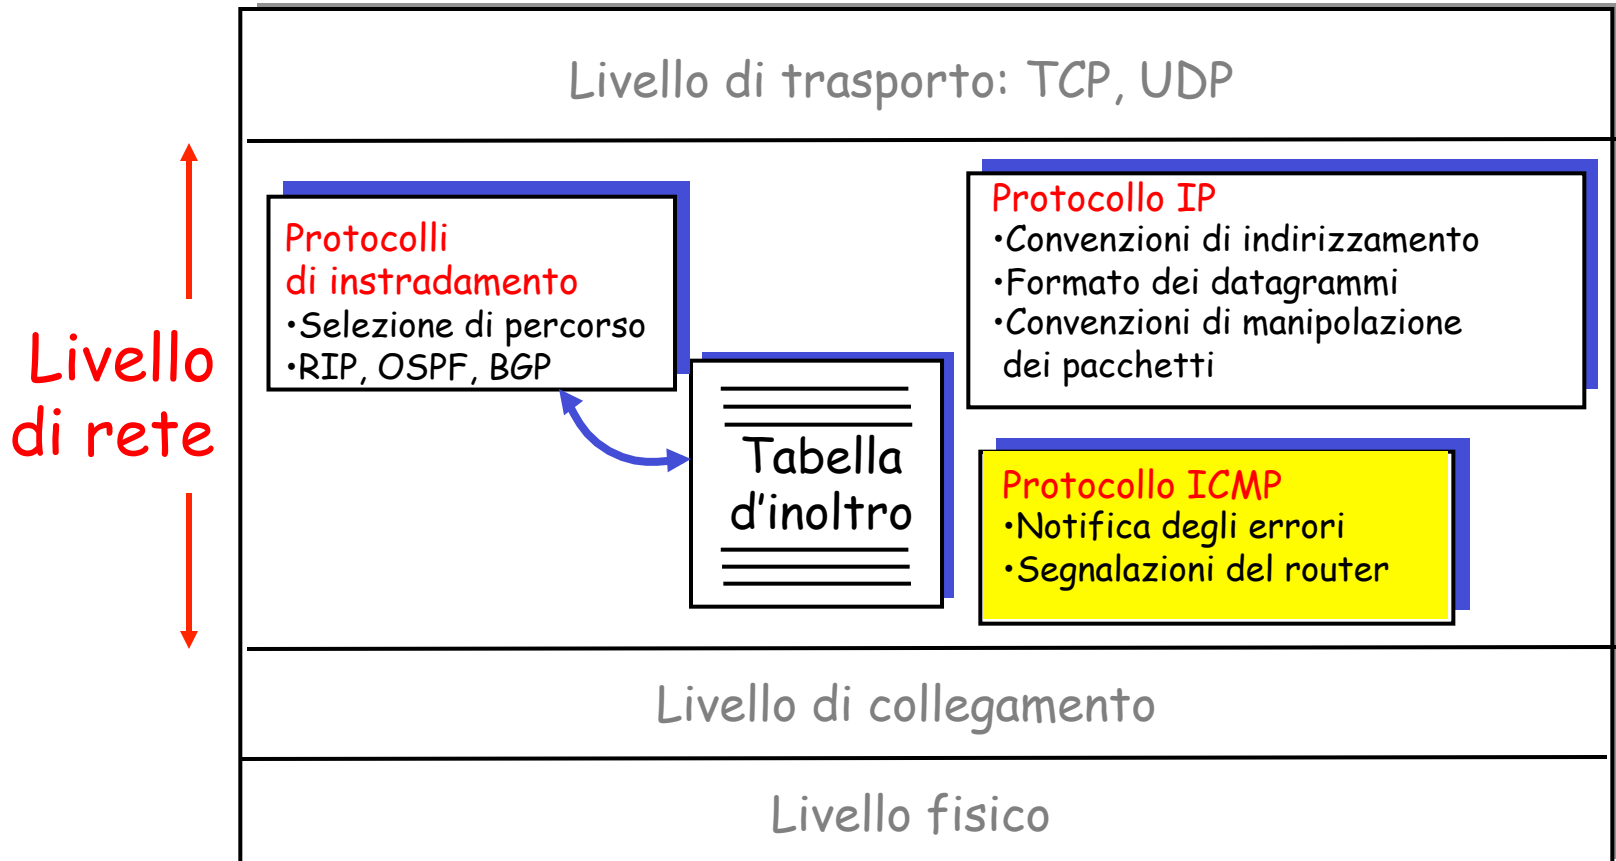 Livello di trasporto: TCP, UDP
Livello
di rete
Protocolli
di instradamento
•Selezione di percorso
•RIP, OSPF, BGP
Tabella
d'inoltro
Protocollo IP
•Convenzioni di indirizzamento
•Formato dei datagrammi
•Convenzioni di manipolazione
dei pacchetti
Protocollo ICMP
•Notifica degli errori
•Segnalazioni del router
Livello di collegamento
Livello fisico